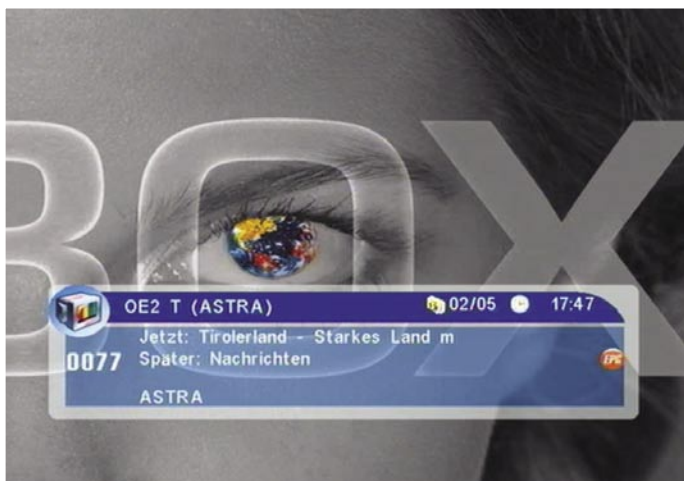 BOX
OE2 T (ASTRA) 02/05 17:47
Jetzt: Tirolerland - Starkes Land m
0077 Spater: Nachrichten
EPG
ASTRA